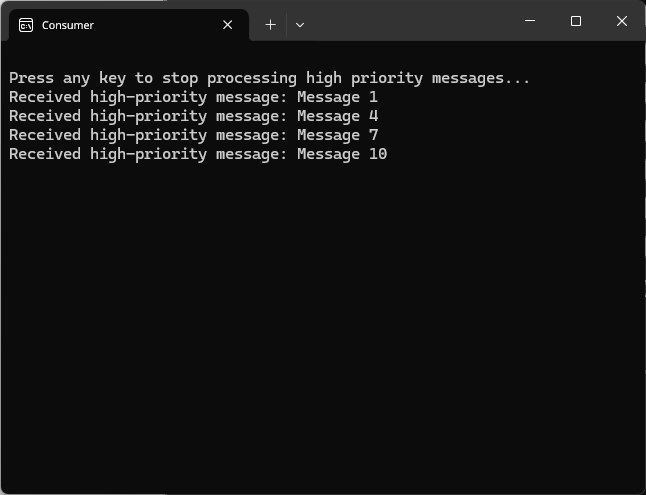 Consumer
Press any key to stop processing high priority messages...
Received high-priority message: Message 1
Received high-priority message: Message 4
Received high-priority message: Message 7
Received high-priority message: Message 10